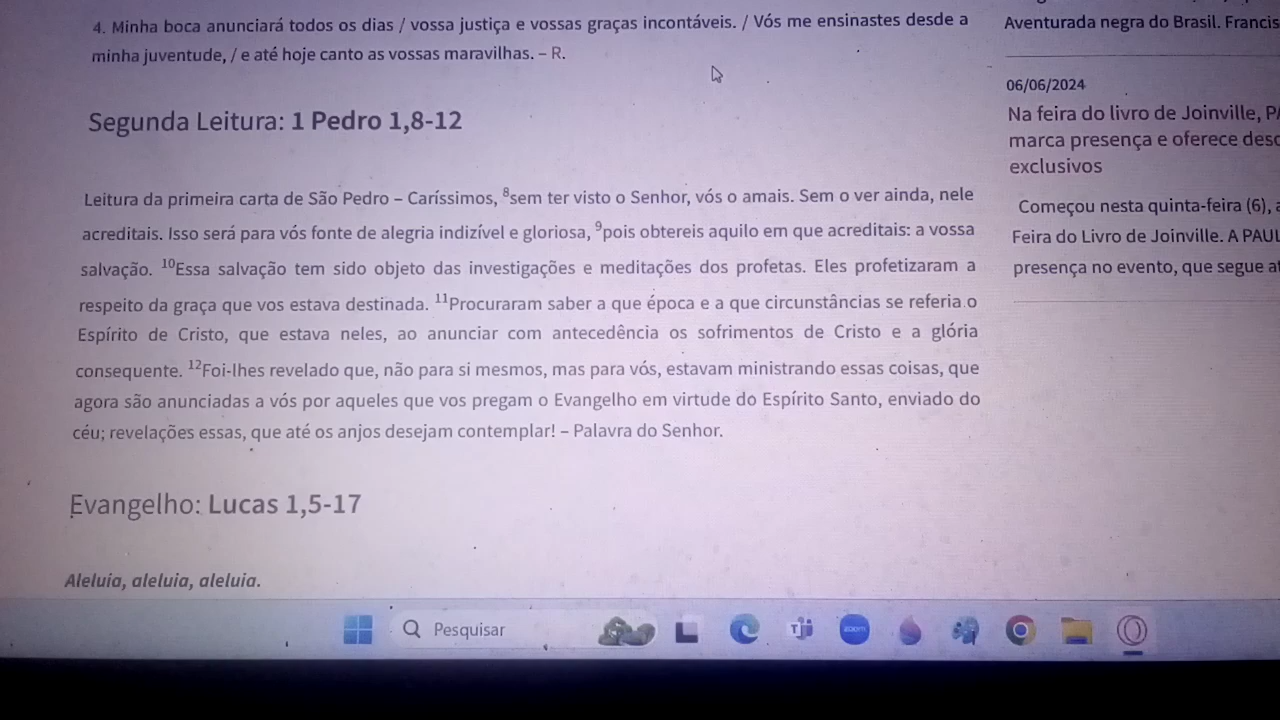 4. Minha boca anunciará todos os dias / vossa justiça e vossas graças incontáveis. / Vós me ensinastes desde a
minha juventude, / e até hoje canto as vossas maravilhas. – R.
Segunda Leitura: 1 Pedro 1,8-12
Leitura da primeira carta de São Pedro – Caríssimos, ⁸sem ter visto o Senhor, vós o amais. Sem o ver ainda, nele
acreditais. Isso será para vós fonte de alegria indizível e gloriosa, ⁹pois obtereis aquilo em que acreditais: a vossa
salvação. ¹⁰Essa salvação tem sido objeto das investigações e meditações dos profetas. Eles profetizaram a
respeito da graça que vos estava destinada. ¹¹Procuraram saber a que época e a que circunstâncias se referia o
Espírito de Cristo, que estava neles, ao anunciar com antecedência os sofrimentos de Cristo e a glória
consequente. ¹²Foi-lhes revelado que, não para si mesmos, mas para vós, estavam ministrando essas coisas, que
agora são anunciadas a vós por aqueles que vos pregam o Evangelho em virtude do Espírito Santo, enviado do
céu; revelações essas, que até os anjos desejam contemplar! – Palavra do Senhor.
Evangelho: Lucas 1,5-17
Aleluia, aleluia, aleluia.
Aventurada negra do Brasil. Francis
06/06/2024
Na feira do livro de Joinville, PA
marca presença e oferece desc
exclusivos
Começou nesta quinta-feira (6), a
Feira do Livro de Joinville. A PAUL
presença no evento, que segue at
Pesquisar
zoom